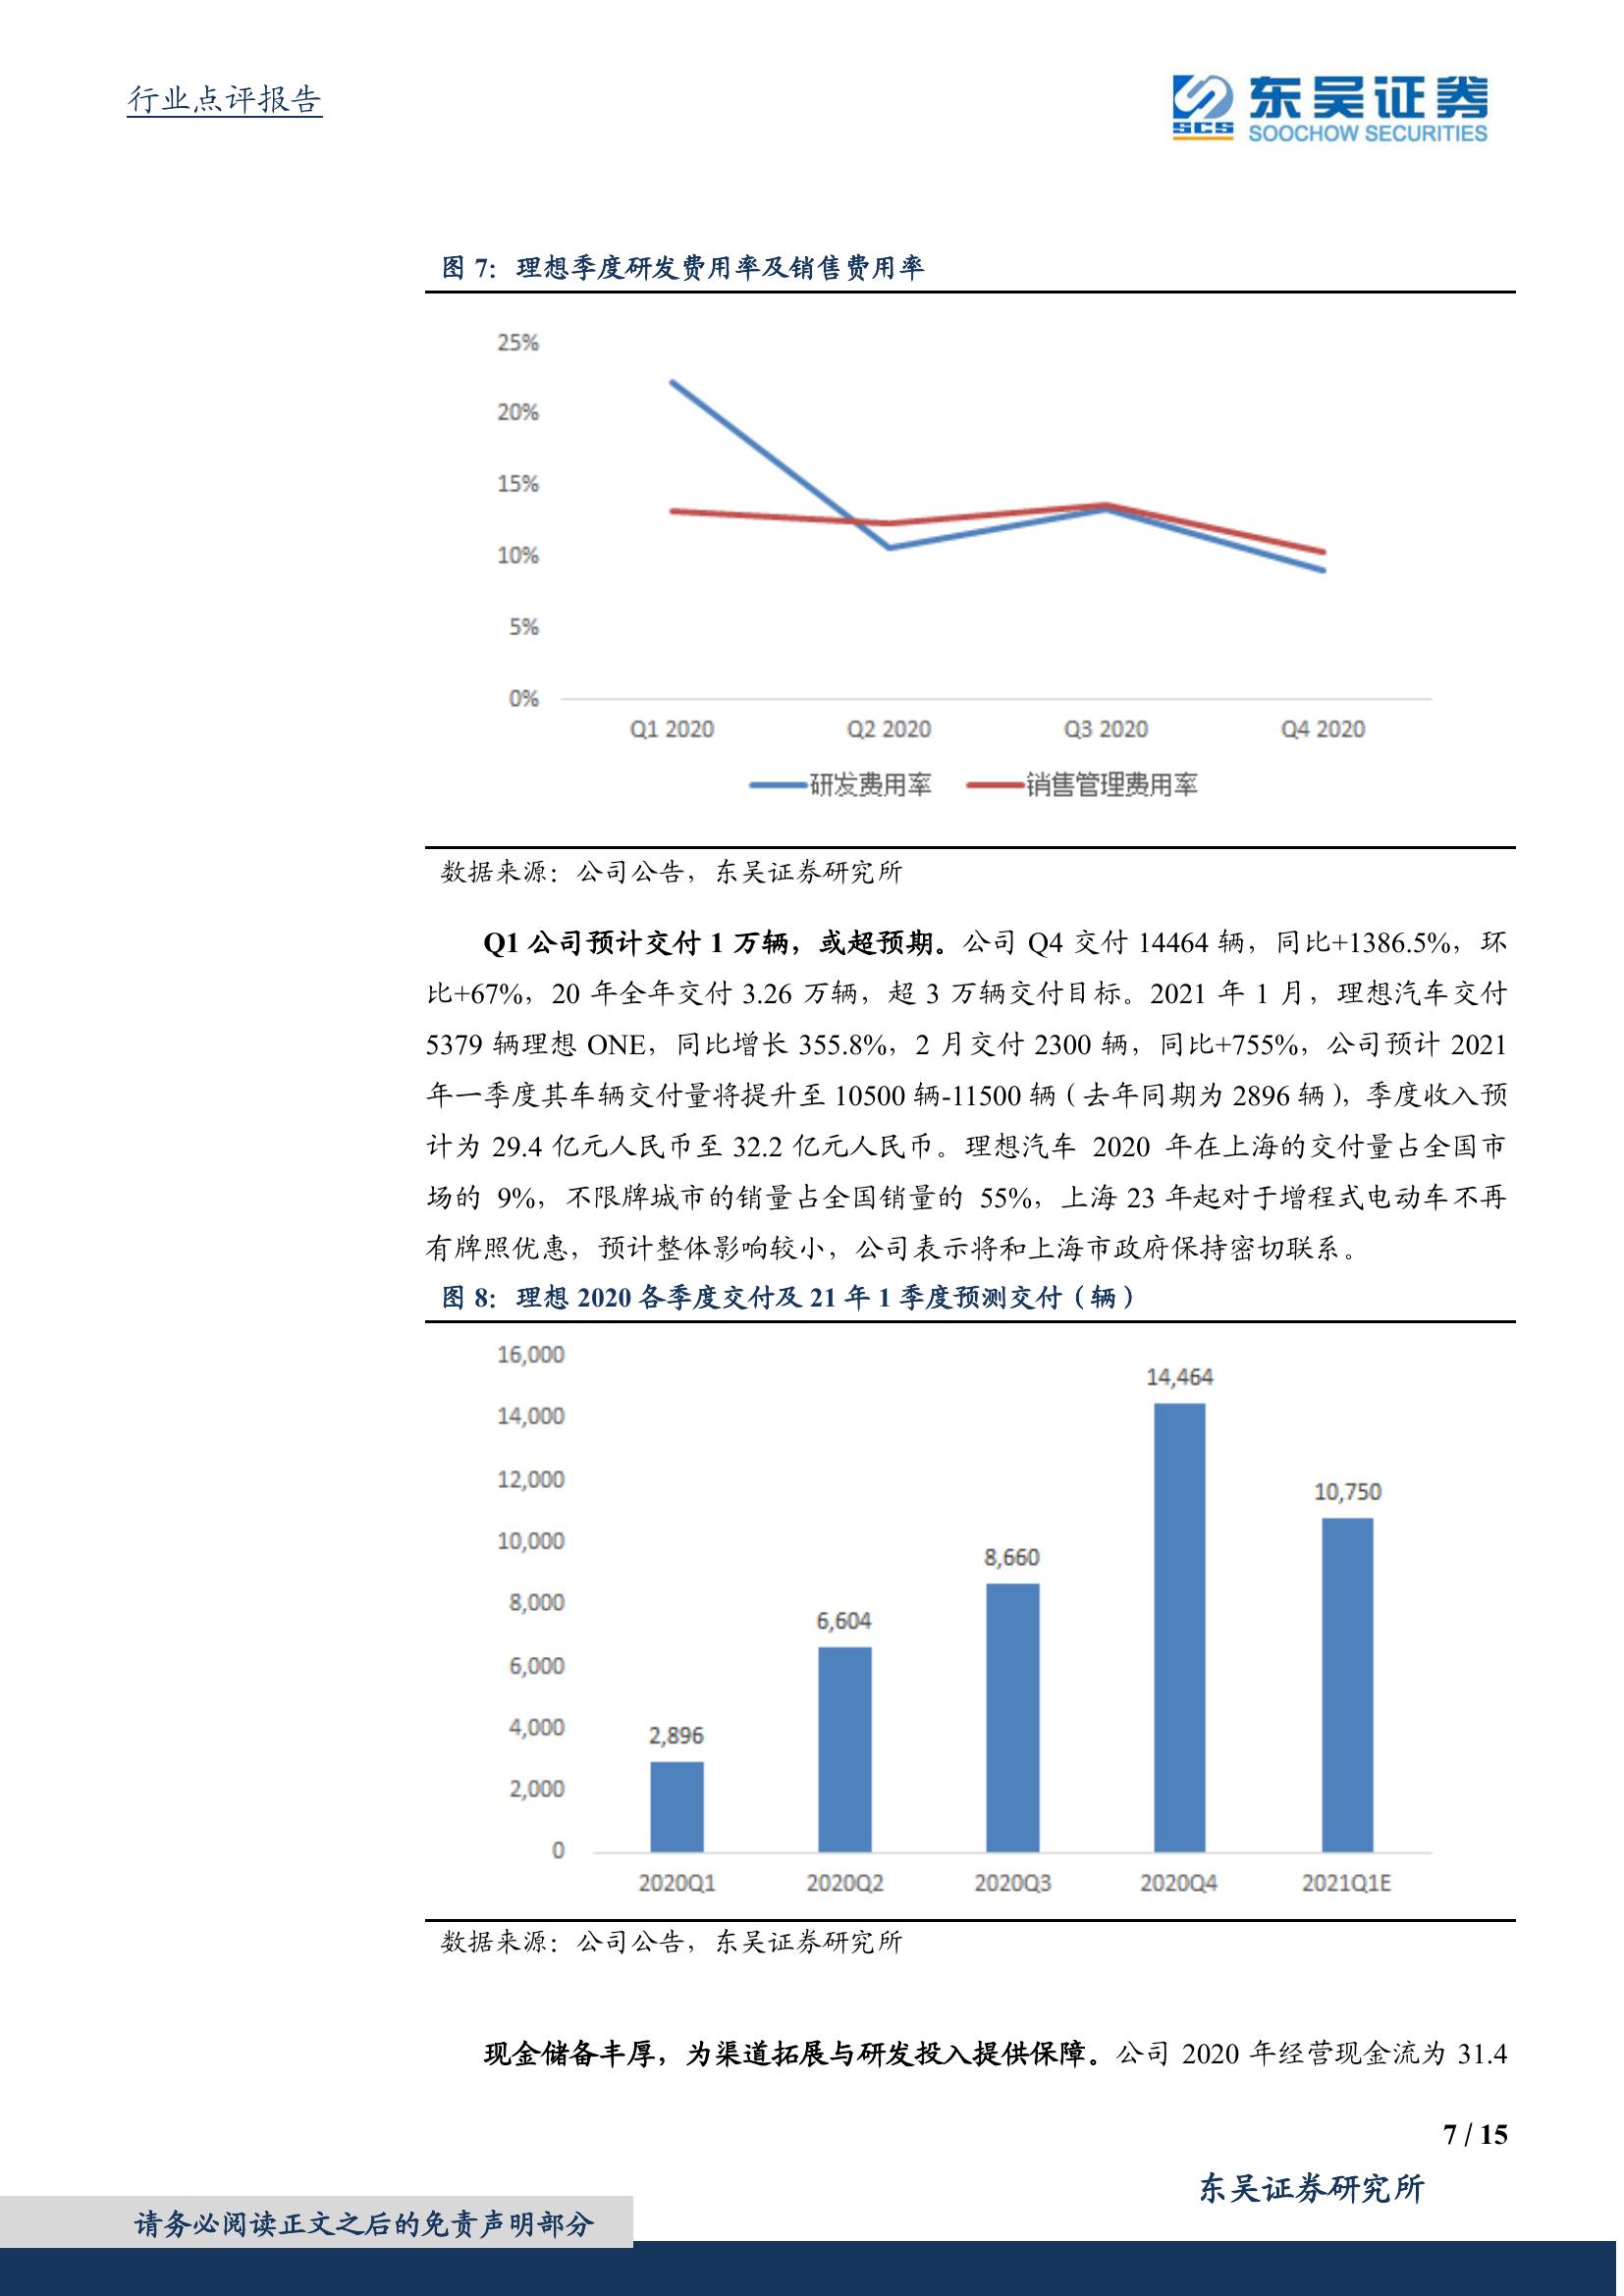 行业点评报告
东吴证券
SCS
SOOCHOW SECURITIES
图 7：理想季度研发费用率及销售费用率
25%
20%
15%
10%
5%
0%
Q1 2020 Q2 2020 Q3 2020 Q4 2020
研发费用率 销售管理费用率
数据来源：公司公告，东吴证券研究所
Q1 公司预计交付 1 万辆，或超预期。公司 Q4 交付 14464 辆，同比+1386.5%，环
比+67%，20 年全年交付 3.26 万辆，超 3 万辆交付目标。2021 年 1 月，理想汽车交付
5379 辆理想 ONE，同比增长 355.8%，2 月交付 2300 辆，同比+755%，公司预计 2021
年一季度其车辆交付量将提升至 10500 辆-11500 辆（去年同期为 2896 辆），季度收入预
计为 29.4 亿元人民币至 32.2 亿元人民币。理想汽车 2020 年在上海的交付量占全国市
场的 9%，不限牌城市的销量占全国销量的 55%，上海 23 年起对于增程式电动车不再
有牌照优惠，预计整体影响较小，公司表示将和上海市政府保持密切联系。
图 8：理想 2020 各季度交付及 21 年 1 季度预测交付（辆）
16,000
14,000
12,000
10,000
8,000
6,000
4,000
2,000
0
2,896
6,604
8,660
14,464
10,750
2020Q1 2020Q2 2020Q3 2020Q4 2021Q1E
数据来源：公司公告，东吴证券研究所
现金储备丰厚，为渠道拓展与研发投入提供保障。公司 2020 年经营现金流为 31.4
7 / 15
东吴证券研究所
请务必阅读正文之后的免责声明部分